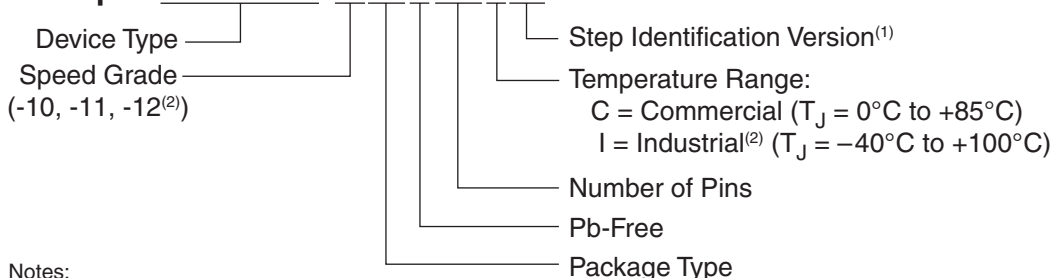 Device Type
Step Identification Version(1)
Speed Grade
(-10, -11, -12(2))
Temperature Range:
C = Commercial (TJ = 0°C to +85°C)
I = Industrial(2) (TJ = −40°C to +100°C)
Number of Pins
Pb-Free
Package Type
Notes: